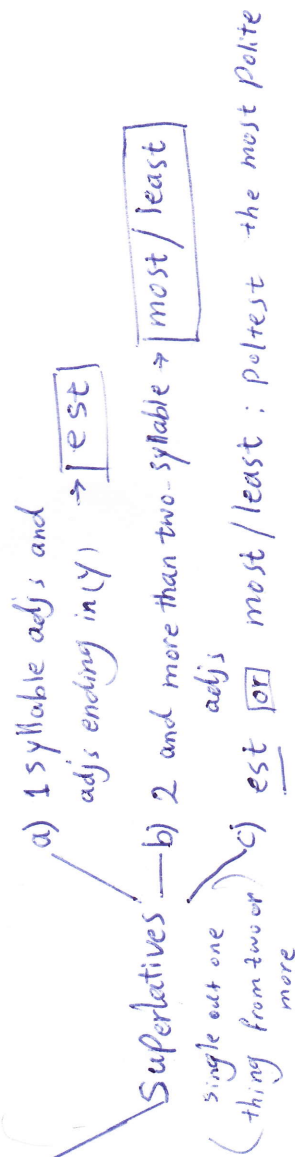 a) 1 syllable adjs and
adjs ending in (y) → est
Superlatives — b) 2 and more than two-syllable → most/least
adjs
(single out one
thing from two or
more)
c) est or most/least : poltest the most polite